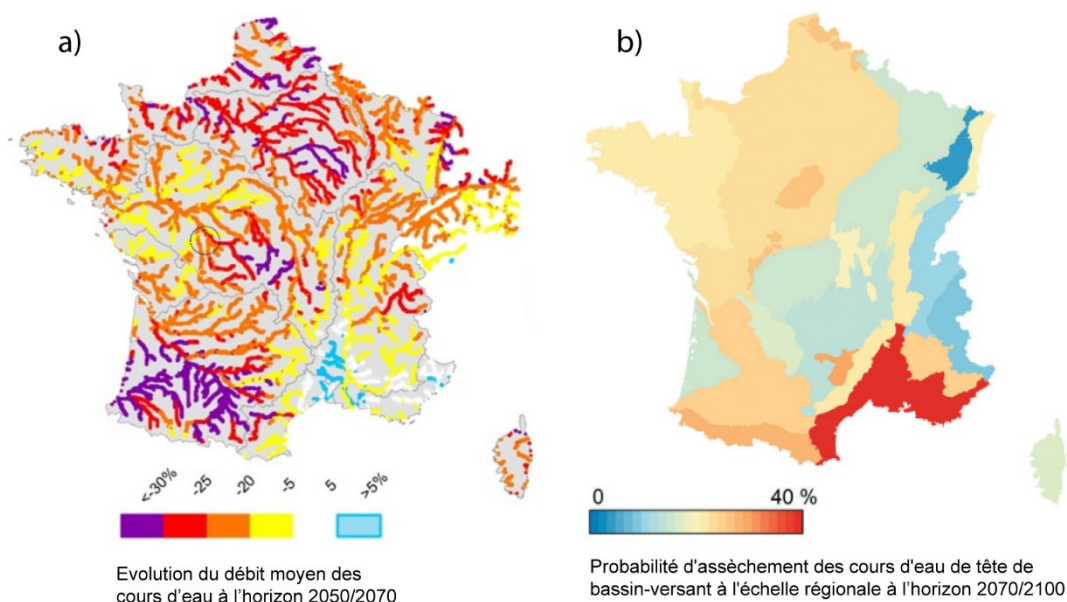 a)
b)
<-30%  -25  -20  -5  5  >5%
0  40 %
Evolution du débit moyen des
cours d'eau à l'horizon 2050/2070
Probabilité d'assèchement des cours d'eau de tête de
bassin-versant à l'échelle régionale à l'horizon 2070/2100